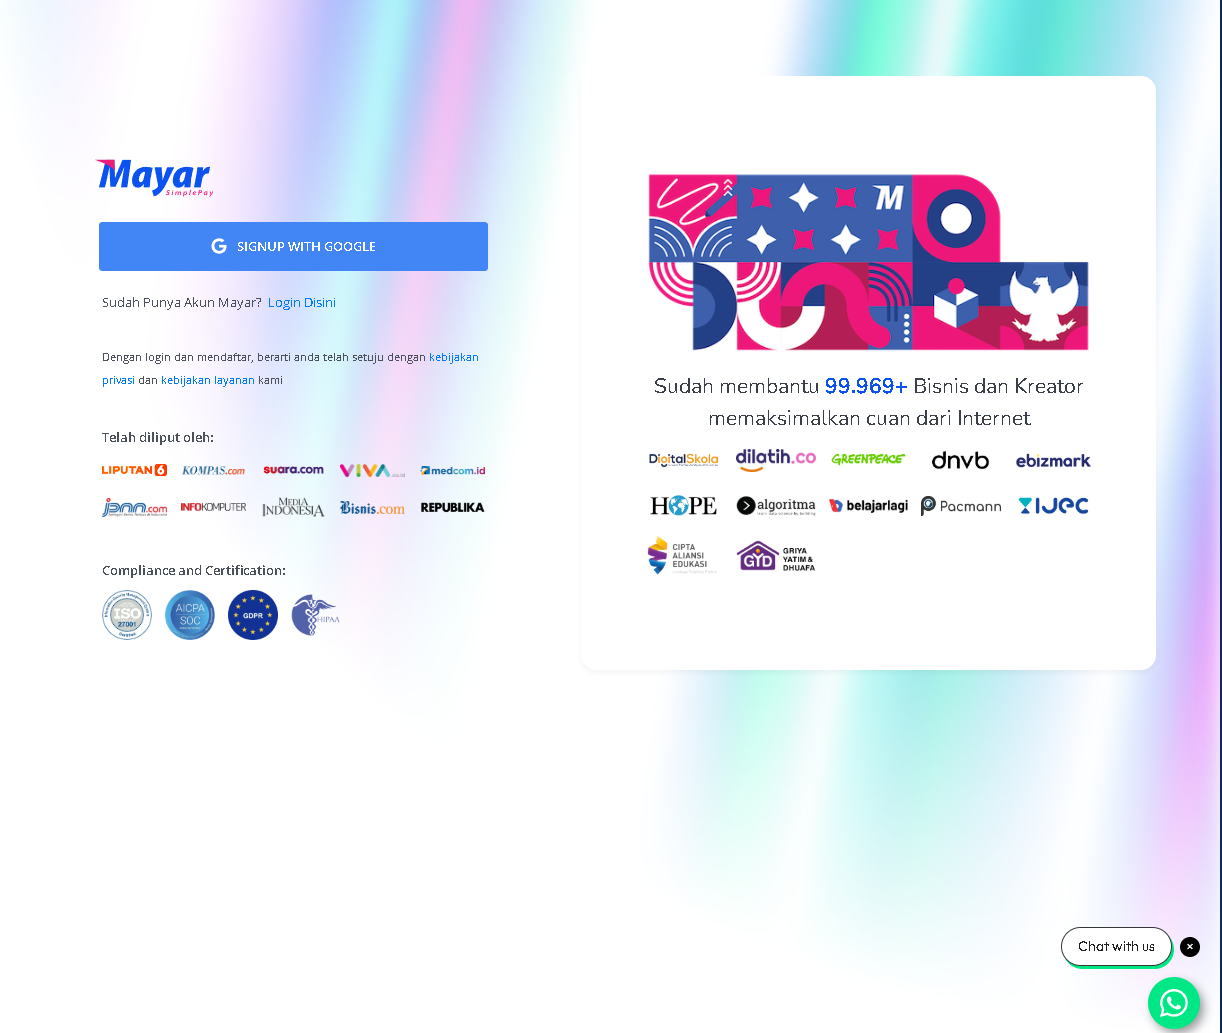 Mayar
SimplePay
SIGNUP WITH GOOGLE
Sudah Punya Akun Mayar? Login Disini
Dengan login dan mendaftar, berarti anda telah setuju dengan kebijakan
privasi dan kebijakan layanan kami
Telah diliput oleh:
LIPUTAN 6 KOMPAS.com suara.com VIVA.co.id medcom.id
jpnn.com INFOKOMPUTER MEDIA INDONESIA Bisnis.com REPUBLIKA
Compliance and Certification:
ISO 27001 AICPA SOC GDPR HIPAA
M
Sudah membantu 99.969+ Bisnis dan Kreator
memaksimalkan cuan dari Internet
DigitalSkola dilatih.co GREENPEACE dnvb ebizmark
HOPE algoritma belajarlagi Pacmann IJEC
CIPTA ALIANSI EDUKASI GYD GRIYA YATIM & DHUAFA
Chat with us